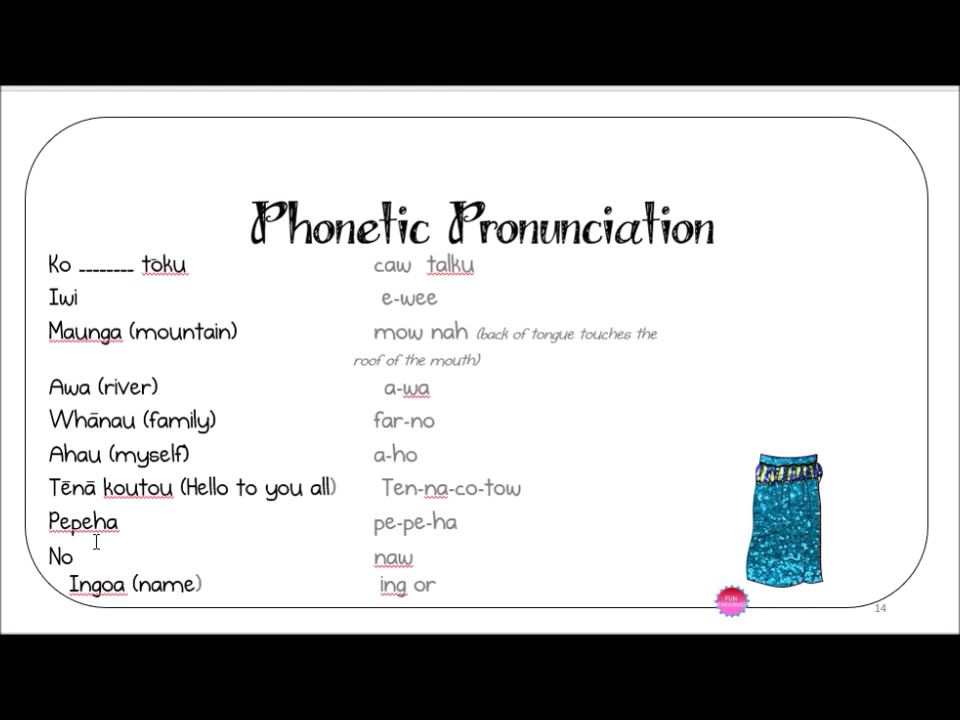 Phonetic Pronunciation
Ko ________ tōku caw talku
Iwi e-wee
Maunga (mountain) mow nah (back of tongue touches the
roof of the mouth)
Awa (river) a-wa
Whānau (family) far-no
Ahau (myself) a-ho
Tēnā koutou (Hello to you all) Ten-na-co-tow
Pepeha pe-pe-ha
No naw
Ingoa (name) ing or
FUN
14